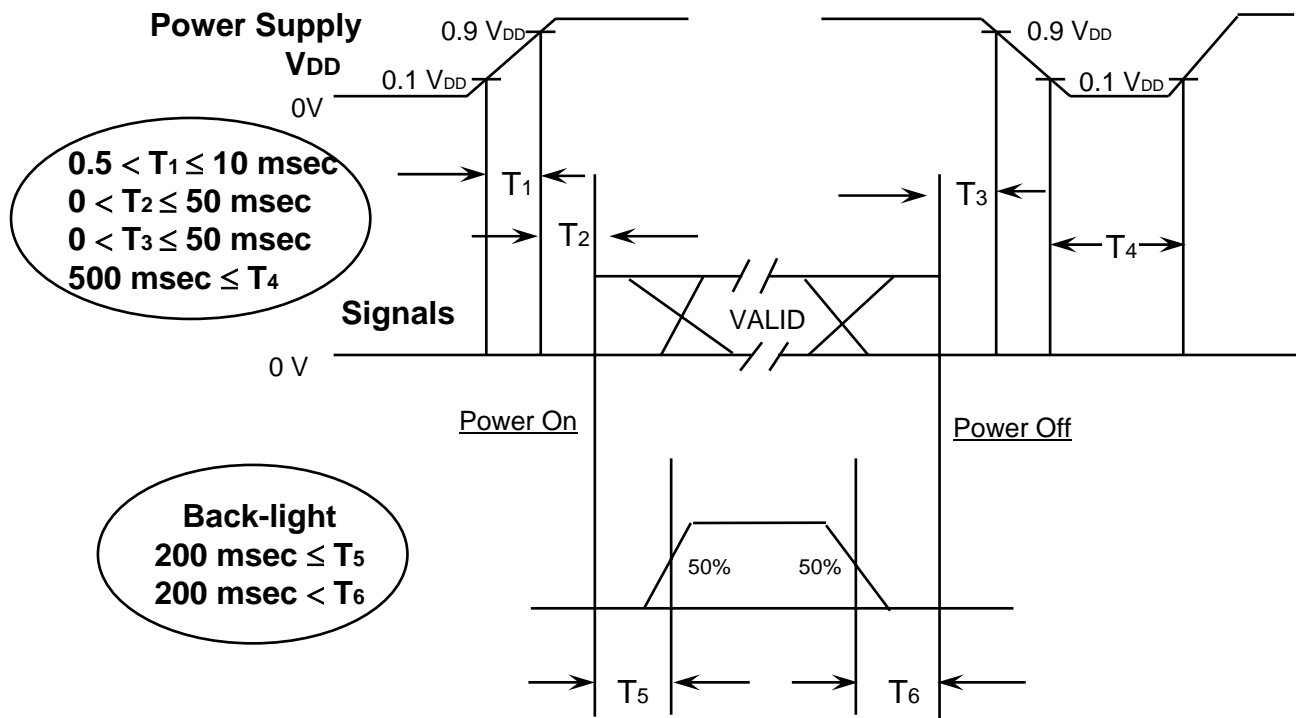 Power Supply
VDD
0.9 VDD
0.1 VDD
0V
0.9 VDD
0.1 VDD
0.5 < T1 ≤ 10 msec
0 < T2 ≤ 50 msec
0 < T3 ≤ 50 msec
500 msec ≤ T4
T1
T2
T3
T4
Signals
VALID
0 V
Power On
Power Off
Back-light
200 msec ≤ T5
200 msec < T6
50%
50%
T5
T6